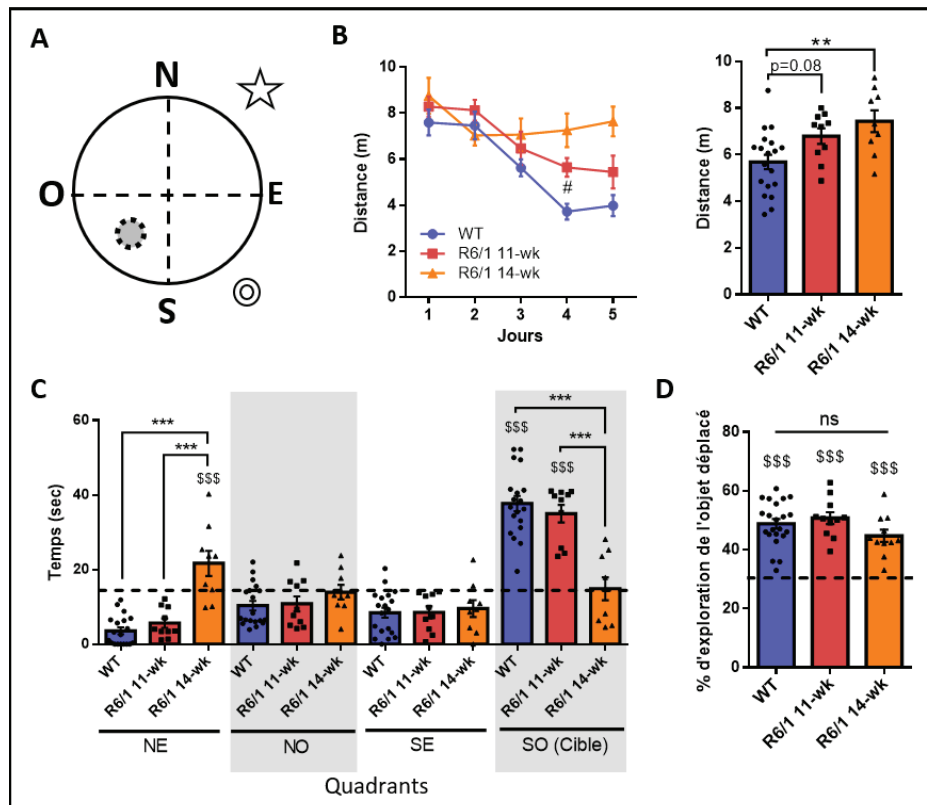 A
N
O
E
S
B
Distance (m)
10
8
6
4
2
0
#
WT
R6/1 11-wk
R6/1 14-wk
1 2 3 4 5
Jours
**
p=0.08
Distance (m)
10
8
6
4
2
0
WT
R6/1 11-wk
R6/1 14-wk
C
Temps (sec)
60
40
20
0
***
***
$$$
***
$$$
***
$$$
WT R6/1 11-wk R6/1 14-wk WT R6/1 11-wk R6/1 14-wk WT R6/1 11-wk R6/1 14-wk WT R6/1 11-wk R6/1 14-wk
NE NO SE SO (Cible)
Quadrants
D
% d'exploration de l'objet déplacé
80
60
40
20
0
ns
$$$ $$$ $$$
WT
R6/1 11-wk
R6/1 14-wk